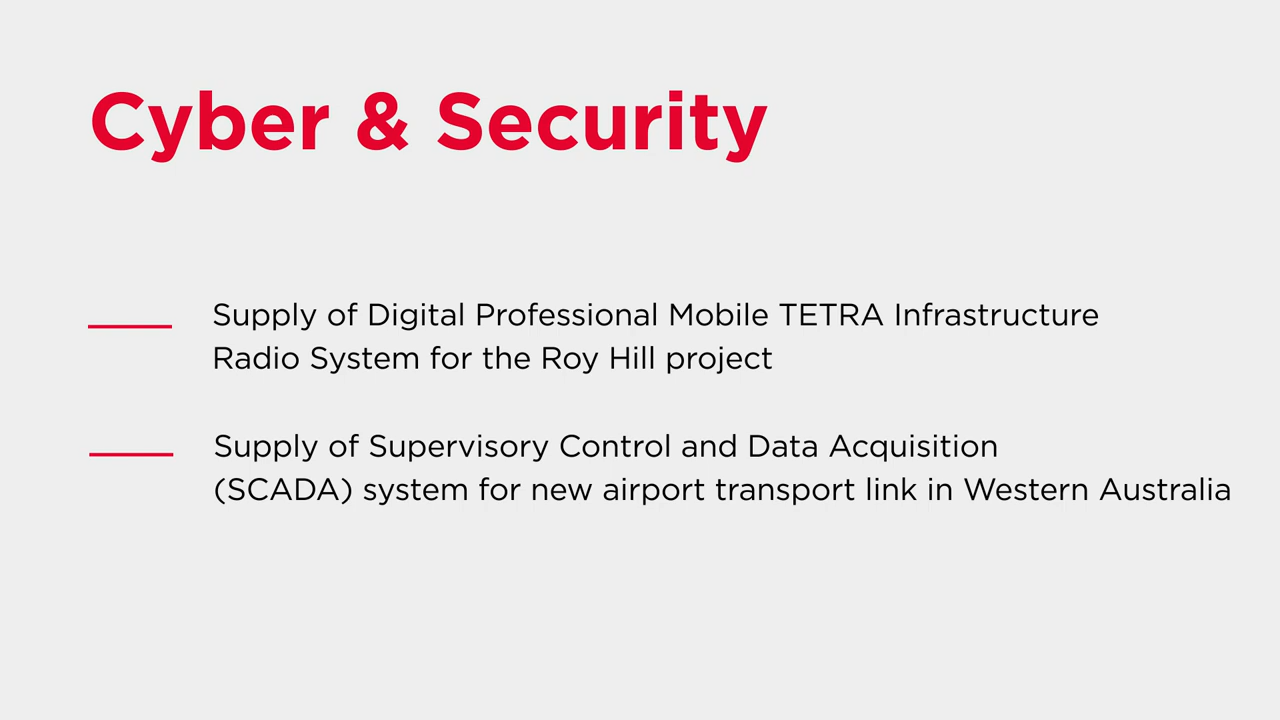 Cyber & Security
Supply of Digital Professional Mobile TETRA Infrastructure
Radio System for the Roy Hill project
Supply of Supervisory Control and Data Acquisition
(SCADA) system for new airport transport link in Western Australia